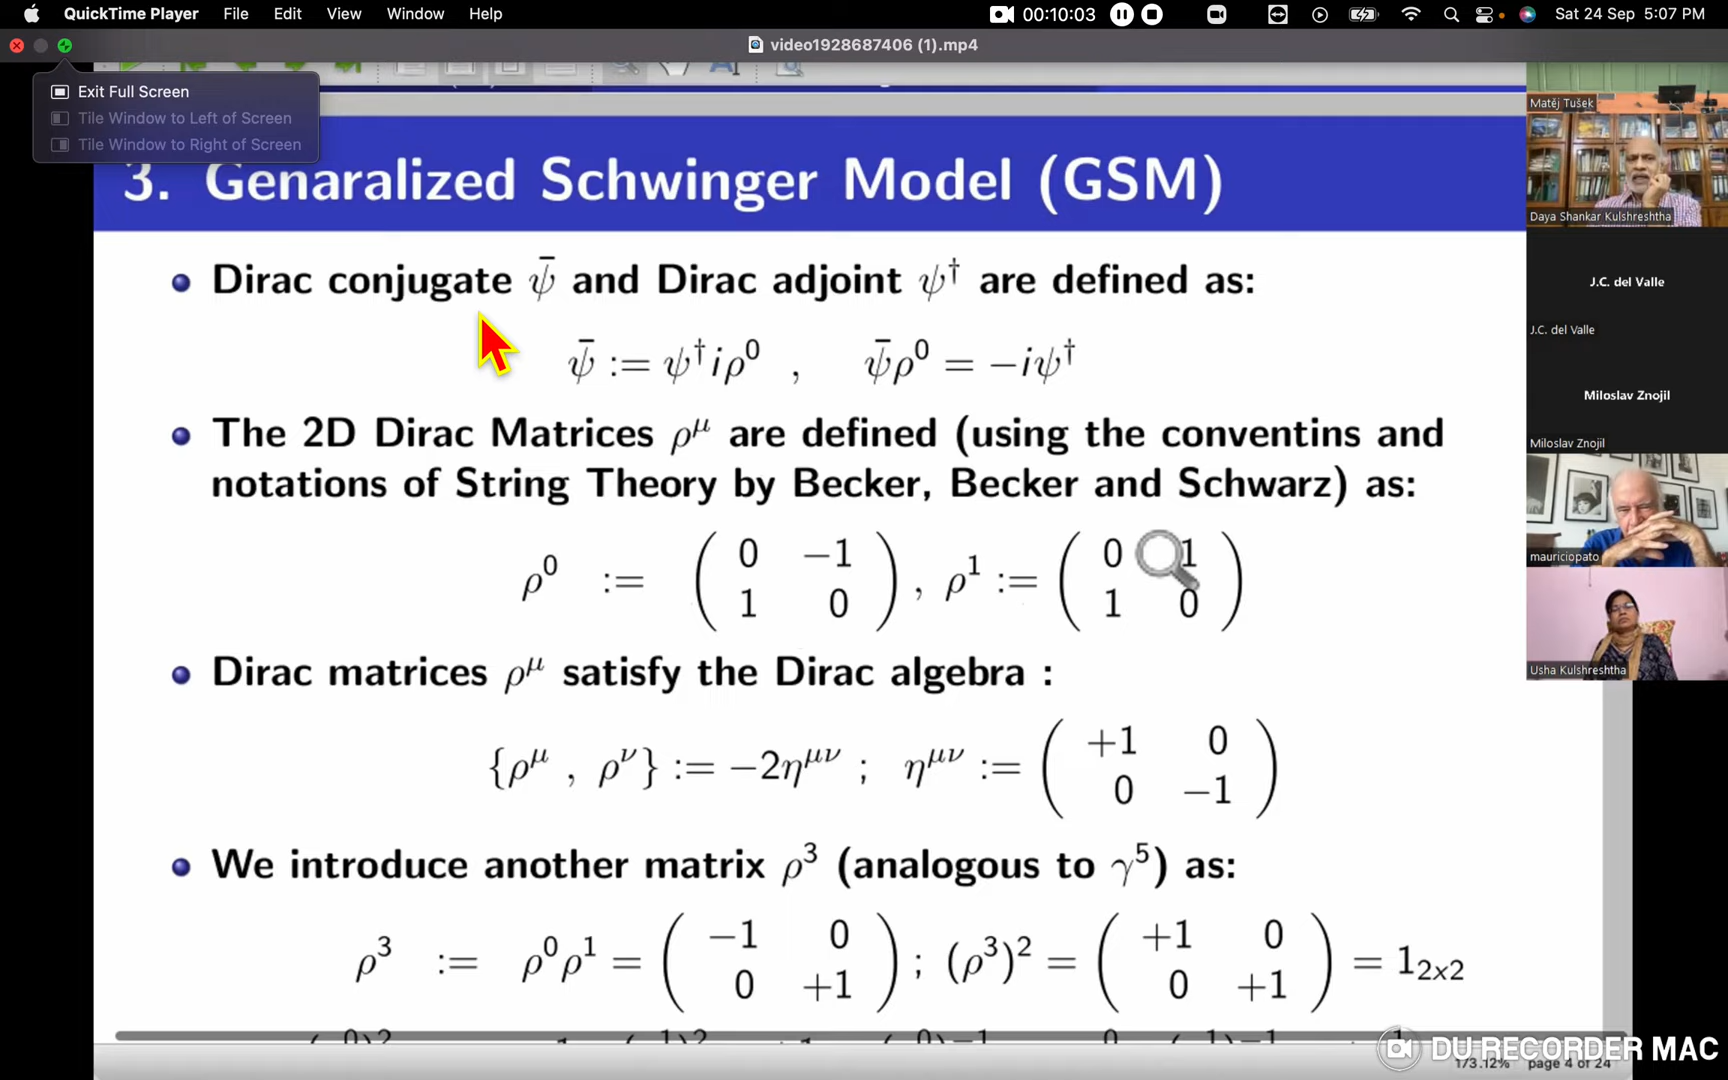 QuickTime Player File Edit View Window Help 00:10:03 Sat 24 Sep 5:07 PM
video1928687406 (1).mp4
Exit Full Screen
Tile Window to Left of Screen
Tile Window to Right of Screen
3. Genaralized Schwinger Model (GSM)
Dirac conjugate ψ̄ and Dirac adjoint ψ† are defined as:
ψ̄ := ψ†iρ⁰ , ψ̄ρ⁰ = −iψ†
The 2D Dirac Matrices ρ^μ are defined (using the conventins and
notations of String Theory by Becker, Becker and Schwarz) as:
ρ⁰ := ( 0 −1 ; 1 0 ) , ρ¹ := ( 0 1 ; 1 0 )
Dirac matrices ρ^μ satisfy the Dirac algebra :
{ρ^μ , ρ^ν} := −2η^μν ; η^μν := ( +1 0 ; 0 −1 )
We introduce another matrix ρ³ (analogous to γ⁵) as:
ρ³ := ρ⁰ρ¹ = ( −1 0 ; 0 +1 ) ; (ρ³)² = ( +1 0 ; 0 +1 ) = 1₂ₓ₂
173.12% page 4 of 24
Matěj Tušek
Daya Shankar Kulshreshtha
J.C. del Valle
J.C. del Valle
Miloslav Znojil
Miloslav Znojil
mauriciopato
Usha Kulshreshtha
DU RECORDER MAC